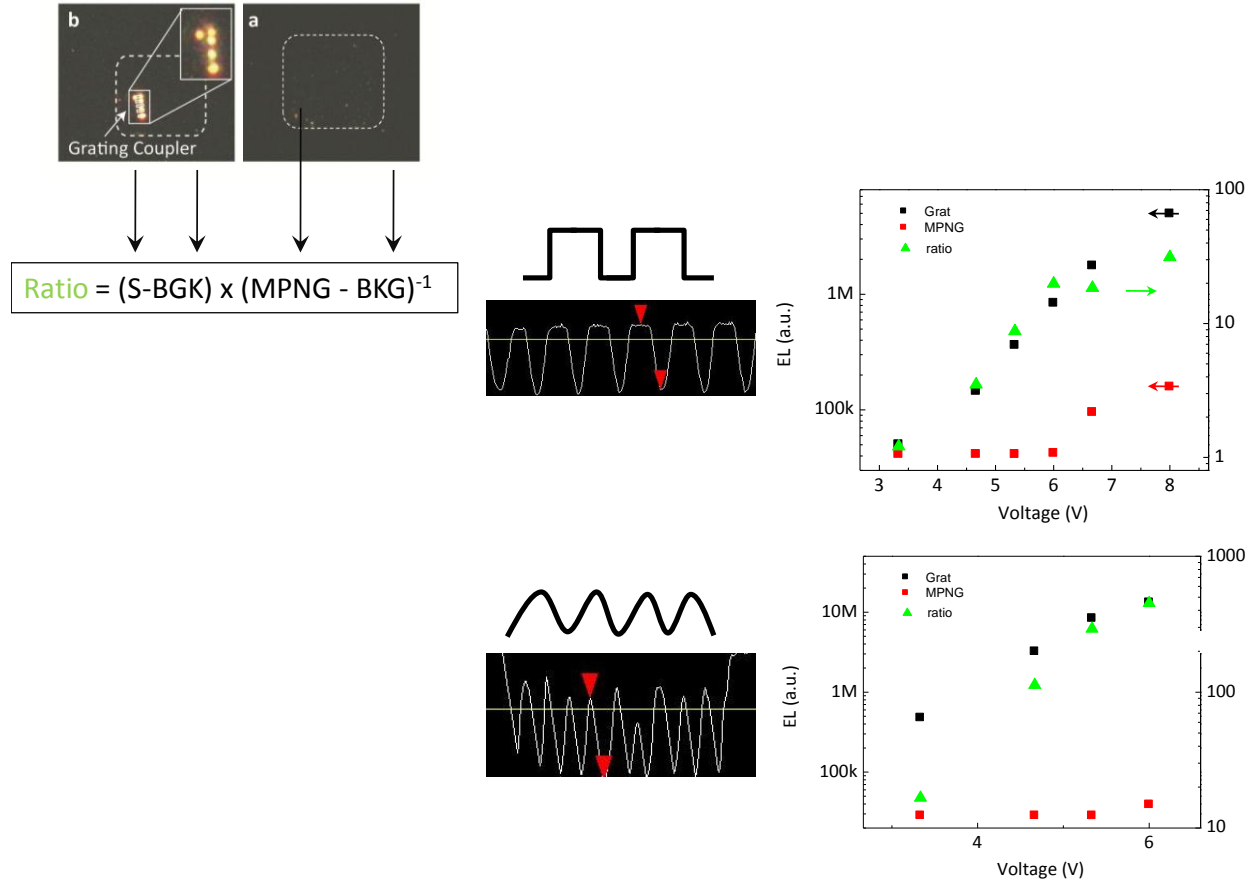 b
a
Grating Coupler
Ratio = (S-BGK) x (MPNG - BKG)⁻¹
Grat
MPNG
ratio
EL (a.u.)
1M
100k
100
10
1
3 4 5 6 7 8
Voltage (V)
Grat
MPNG
ratio
EL (a.u.)
10M
1M
100k
1000
100
10
4 6
Voltage (V)